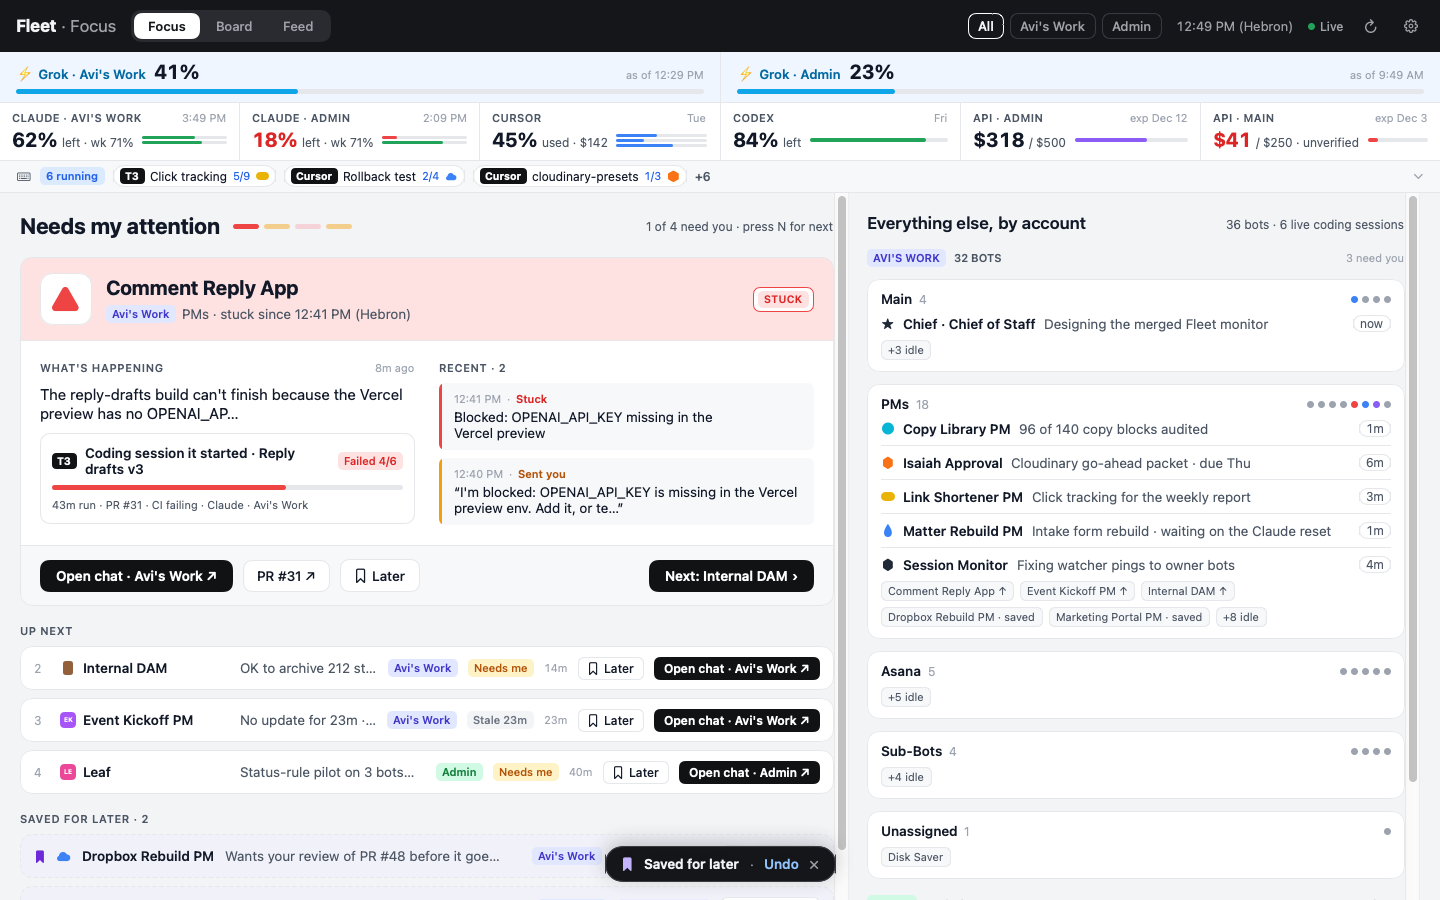 Fleet · Focus
Focus
Board
Feed
All
Avi's Work
Admin
12:49 PM (Hebron)
Live
Grok · Avi's Work 41%
as of 12:29 PM
Grok · Admin 23%
as of 9:49 AM
CLAUDE · AVI'S WORK 3:49 PM
62% left · wk 71%
CLAUDE · ADMIN 2:09 PM
18% left · wk 71%
CURSOR Tue
45% used · $142
CODEX Fri
84% left
API · ADMIN exp Dec 12
$318 / $500
API · MAIN exp Dec 3
$41 / $250 · unverified
6 running
T3 Click tracking 5/9
Cursor Rollback test 2/4
Cursor cloudinary-presets 1/3
+6
Needs my attention
1 of 4 need you · press N for next
Comment Reply App
Avi's Work PMs · stuck since 12:41 PM (Hebron)
STUCK
WHAT'S HAPPENING 8m ago
The reply-drafts build can't finish because the Vercel
preview has no OPENAI_AP...
T3 Coding session it started · Reply
drafts v3
Failed 4/6
43m run · PR #31 · CI failing · Claude · Avi's Work
RECENT · 2
12:41 PM · Stuck
Blocked: OPENAI_API_KEY missing in the
Vercel preview
12:40 PM · Sent you
“I'm blocked: OPENAI_API_KEY is missing in the Vercel
preview env. Add it, or te...”
Open chat · Avi's Work ↗
PR #31 ↗
Later
Next: Internal DAM ›
UP NEXT
2 Internal DAM OK to archive 212 st... Avi's Work Needs me 14m Later Open chat · Avi's Work ↗
3 EK Event Kickoff PM No update for 23m ·... Avi's Work Stale 23m 23m Later Open chat · Avi's Work ↗
4 LE Leaf Status-rule pilot on 3 bots... Admin Needs me 40m Later Open chat · Admin ↗
SAVED FOR LATER · 2
Dropbox Rebuild PM Wants your review of PR #48 before it goe... Avi's Work
Saved for later · Undo ×
Everything else, by account
36 bots · 6 live coding sessions
AVI'S WORK 32 BOTS 3 need you
Main 4
Chief · Chief of Staff Designing the merged Fleet monitor now
+3 idle
PMs 18
Copy Library PM 96 of 140 copy blocks audited 1m
Isaiah Approval Cloudinary go-ahead packet · due Thu 6m
Link Shortener PM Click tracking for the weekly report 3m
Matter Rebuild PM Intake form rebuild · waiting on the Claude reset 1m
Session Monitor Fixing watcher pings to owner bots 4m
Comment Reply App ↑ Event Kickoff PM ↑ Internal DAM ↑
Dropbox Rebuild PM · saved Marketing Portal PM · saved +8 idle
Asana 5
+5 idle
Sub-Bots 4
+4 idle
Unassigned 1
Disk Saver